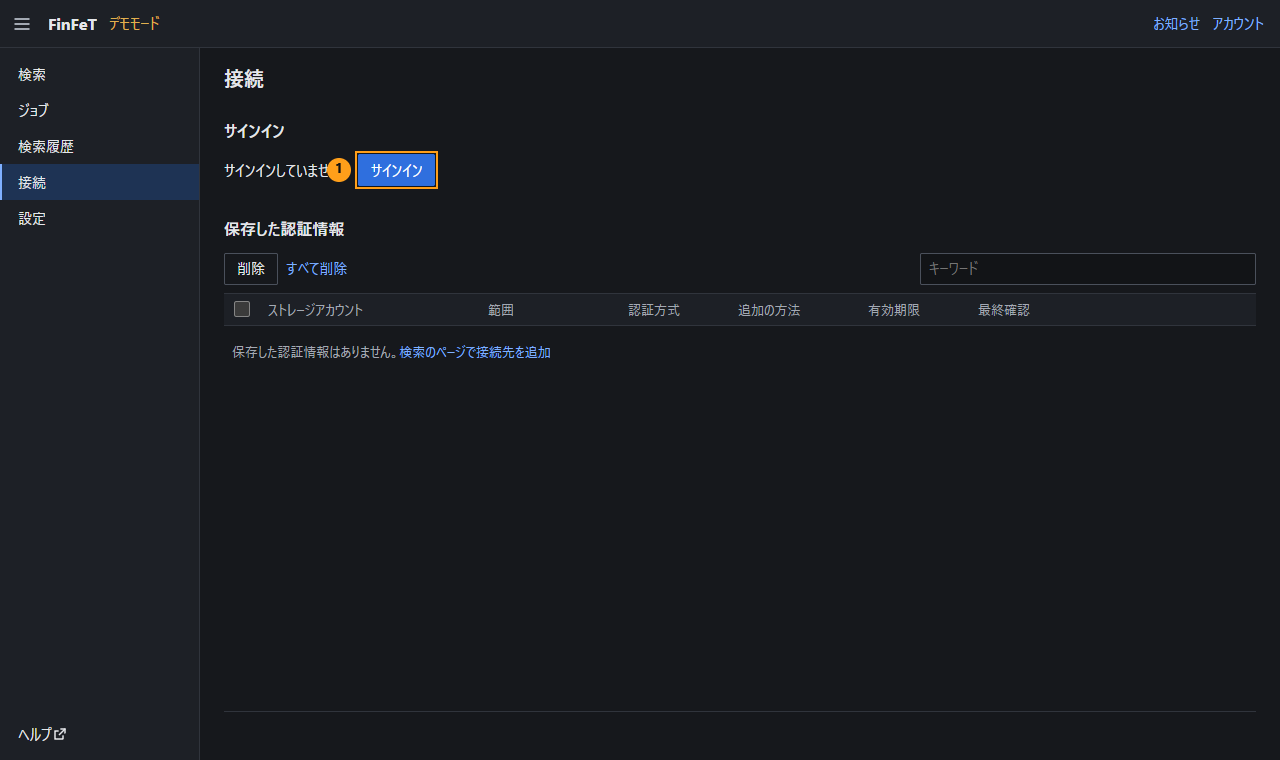 FinFeT デモモード
お知らせ アカウント
検索
ジョブ
検索履歴
接続
設定
ヘルプ
接続
サインイン
サインインしていませ
1
サインイン
保存した認証情報
削除 すべて削除
キーワード
ストレージアカウント 範囲 認証方式 追加の方法 有効期限 最終確認
保存した認証情報はありません。検索のページで接続先を追加